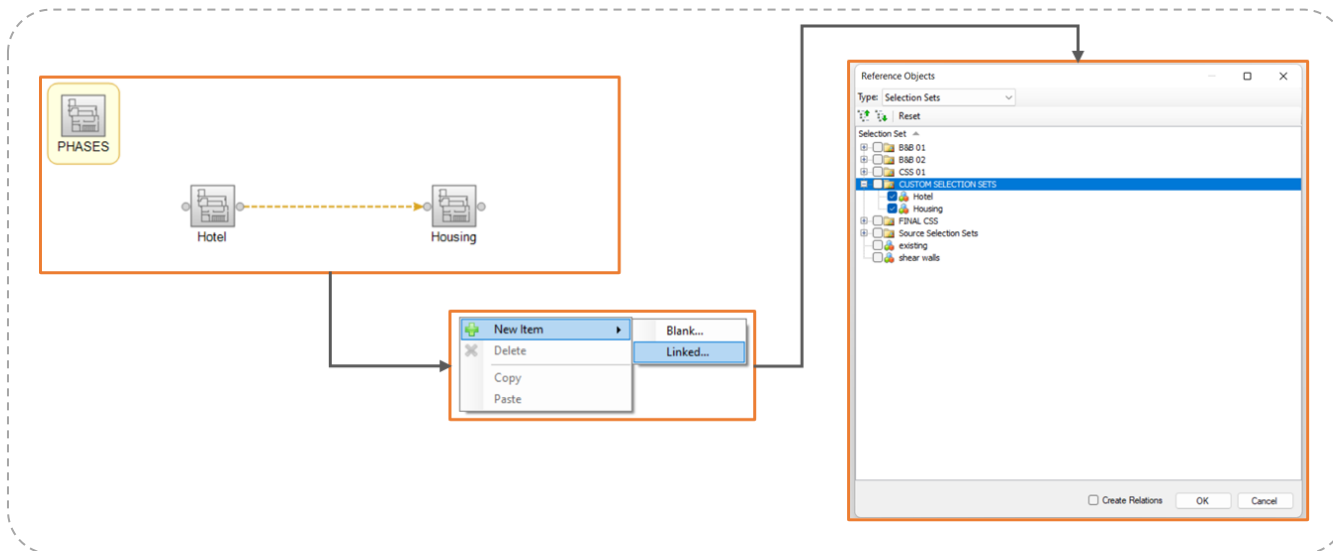 PHASES
Hotel
Housing
New Item
Delete
Copy
Paste
Blank...
Linked...
Reference Objects
Type: Selection Sets
Reset
Selection Set
B&B 01
B&B 02
CSS 01
CUSTOM SELECTION SETS
Hotel
Housing
FINAL CSS
Source Selection Sets
existing
shear walls
Create Relations OK Cancel